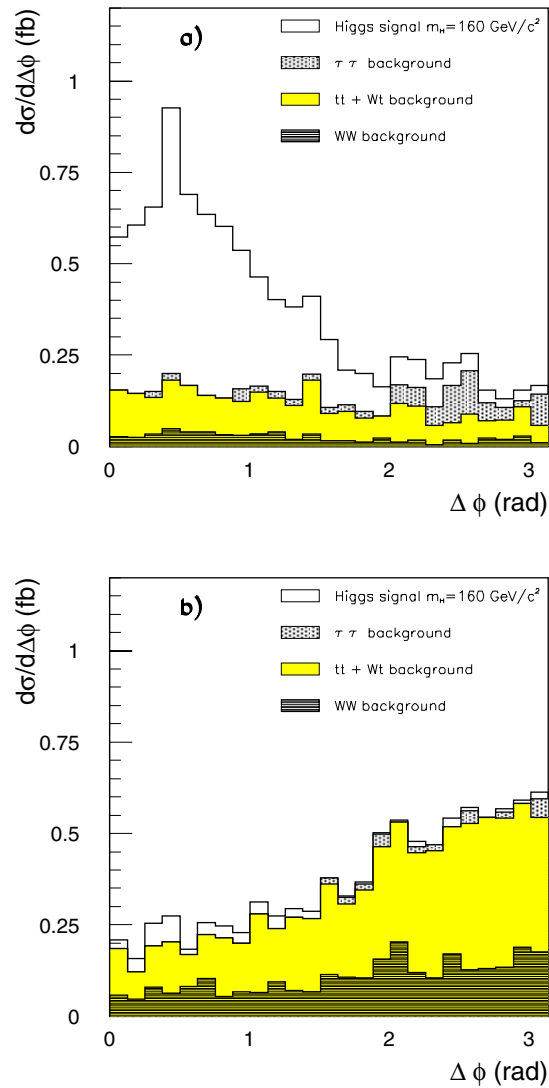 a)
Higgs signal mH=160 GeV/c²
τ τ background
tt + Wt background
WW background
dσ/dΔϕ (fb)
1
0.75
0.5
0.25
0
0 1 2 3
Δ ϕ (rad)
b)
Higgs signal mH=160 GeV/c²
τ τ background
tt + Wt background
WW background
dσ/dΔϕ (fb)
1
0.75
0.5
0.25
0
0 1 2 3
Δ ϕ (rad)